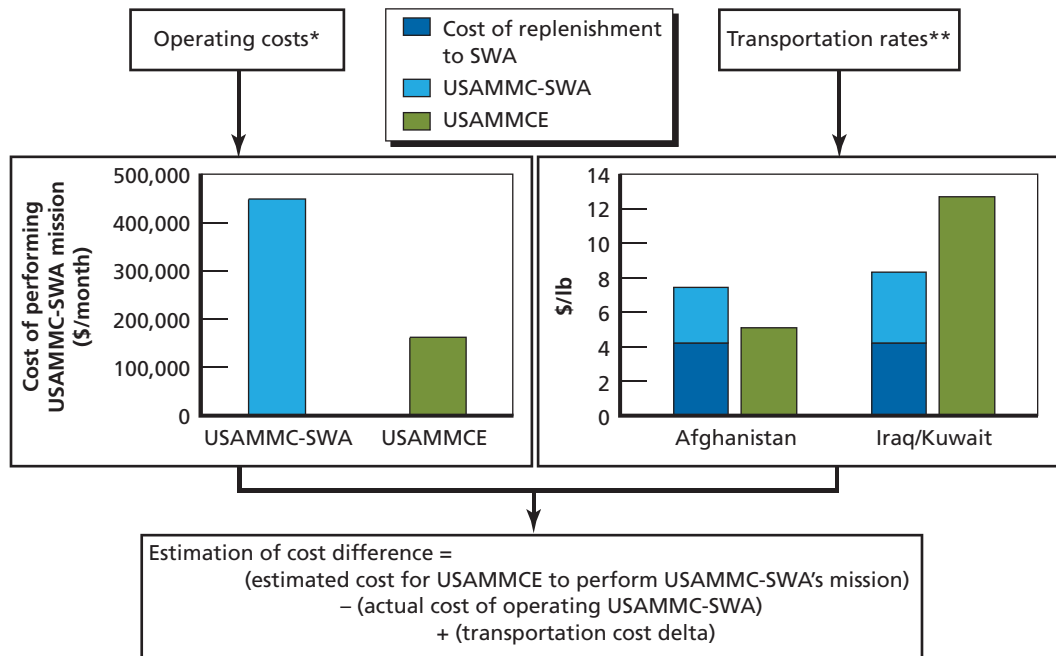 Operating costs*
Cost of replenishment
to SWA
USAMMC-SWA
USAMMCE
Transportation rates**
Cost of performing
USAMMC-SWA mission
($/month)
500,000
400,000
300,000
200,000
100,000
0
USAMMC-SWA
USAMMCE
$/lb
14
12
10
8
6
4
2
0
Afghanistan
Iraq/Kuwait
Estimation of cost difference =
(estimated cost for USAMMCE to perform USAMMC-SWA's mission)
– (actual cost of operating USAMMC-SWA)
+ (transportation cost delta)